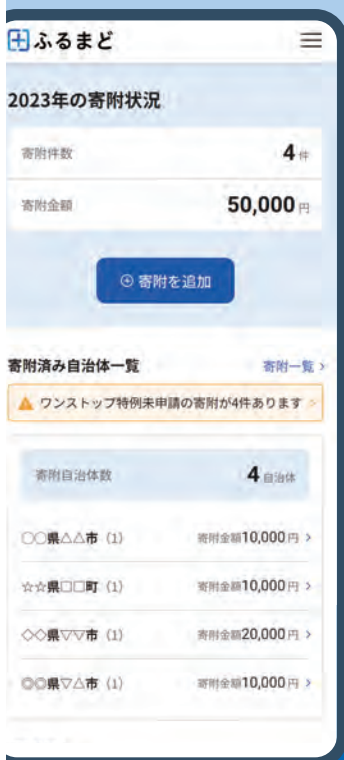 ふるまど
2023年の寄附状況
寄附件数 4 件
寄附金額 50,000 円
⊕ 寄附を追加
寄附済み自治体一覧 寄附一覧 >
ワンストップ特例未申請の寄附が4件あります >
寄附自治体数 4 自治体
○○県△△市 (1) 寄附金額10,000円 >
☆☆県□□町 (1) 寄附金額10,000円 >
◇◇県▽▽市 (1) 寄附金額20,000円 >
◎◎県▽△市 (1) 寄附金額10,000円 >